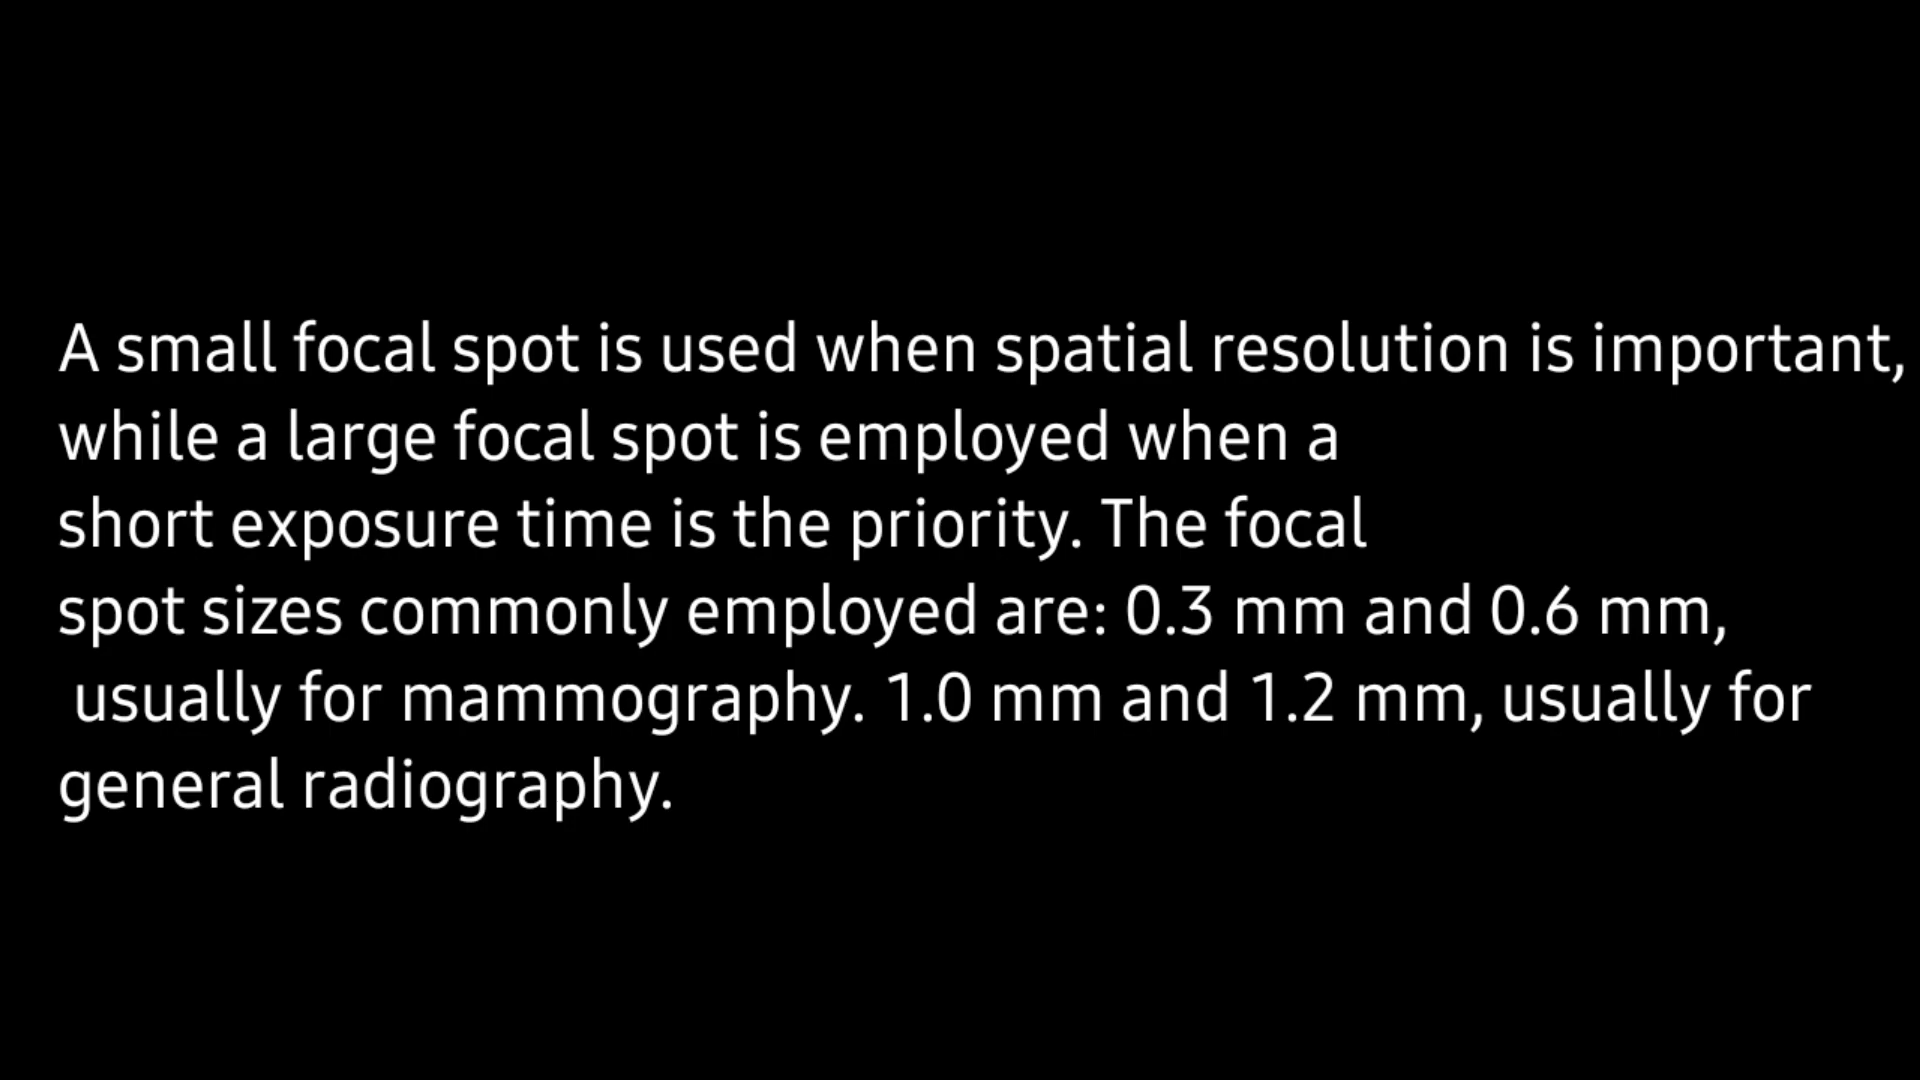 A small focal spot is used when spatial resolution is important,
while a large focal spot is employed when a
short exposure time is the priority. The focal
spot sizes commonly employed are: 0.3 mm and 0.6 mm,
usually for mammography. 1.0 mm and 1.2 mm, usually for
general radiography.